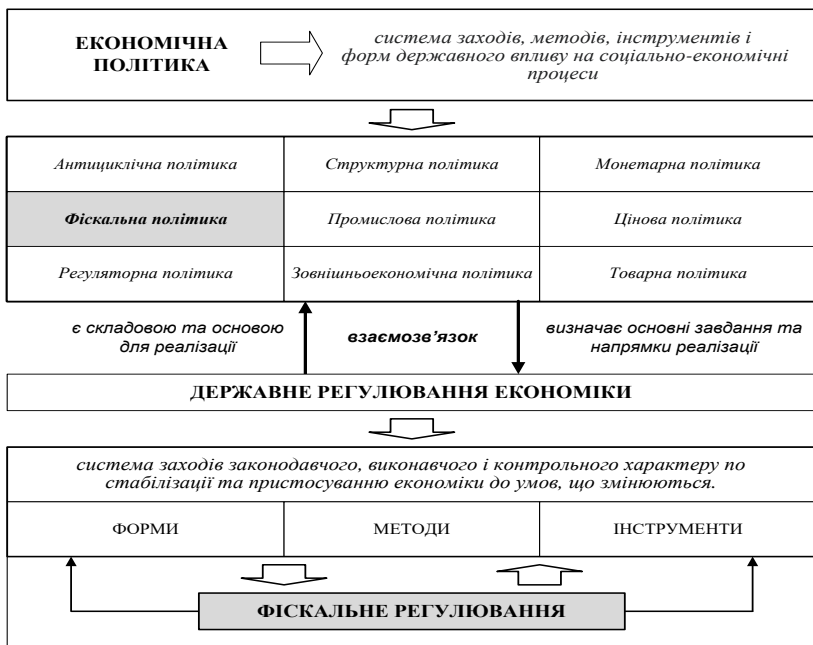 ЕКОНОМІЧНА
ПОЛІТИКА
система заходів, методів, інструментів і
форм державного впливу на соціально-економічні
процеси
Антициклічна політика
Структурна політика
Монетарна політика
Фіскальна політика
Промислова політика
Цінова політика
Регуляторна політика
Зовнішньоекономічна політика
Товарна політика
є складовою та основою
для реалізації
взаємозв’язок
визначає основні завдання та
напрямки реалізації
ДЕРЖАВНЕ РЕГУЛЮВАННЯ ЕКОНОМІКИ
система заходів законодавчого, виконавчого і контрольного характеру по
стабілізації та пристосуванню економіки до умов, що змінюються.
ФОРМИ
МЕТОДИ
ІНСТРУМЕНТИ
ФІСКАЛЬНЕ РЕГУЛЮВАННЯ